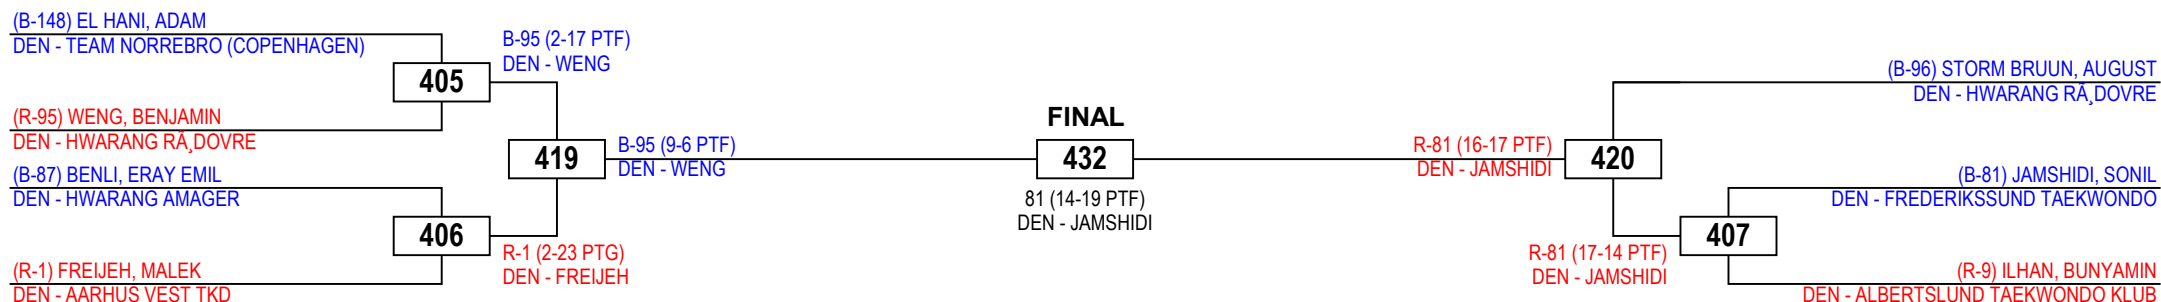 (B-148) EL HANI, ADAM
DEN - TEAM NORREBRO (COPENHAGEN)
405
(R-95) WENG, BENJAMIN
DEN - HWARANG RÃ¸DOVRE
B-95 (2-17 PTF)
DEN - WENG
(B-87) BENLI, ERAY EMIL
DEN - HWARANG AMAGER
406
(R-1) FREIJEH, MALEK
DEN - AARHUS VEST TKD
R-1 (2-23 PTG)
DEN - FREIJEH
419
B-95 (9-6 PTF)
DEN - WENG
FINAL
432
81 (14-19 PTF)
DEN - JAMSHIDI
R-81 (16-17 PTF)
DEN - JAMSHIDI
420
(B-96) STORM BRUUN, AUGUST
DEN - HWARANG RÃ¸DOVRE
(B-81) JAMSHIDI, SONIL
DEN - FREDERIKSSUND TAEKWONDO
407
R-81 (17-14 PTF)
DEN - JAMSHIDI
(R-9) ILHAN, BUNYAMIN
DEN - ALBERTSLUND TAEKWONDO KLUB